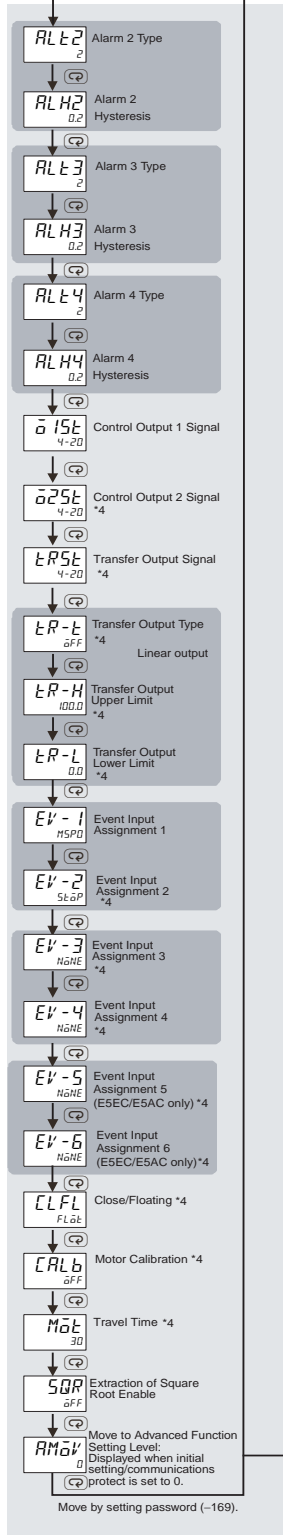 ALt2 Alarm 2 Type
2
ALH2 Alarm 2
0.2 Hysteresis
ALt3 Alarm 3 Type
2
ALH3 Alarm 3
0.2 Hysteresis
ALt4 Alarm 4 Type
2
ALH4 Alarm 4
0.2 Hysteresis
o1St Control Output 1 Signal
4-20
o2St Control Output 2 Signal
4-20 *4
tRSt Transfer Output Signal
4-20 *4
tR-t Transfer Output Type
oFF *4
Linear output
tR-H Transfer Output
100.0 Upper Limit
*4
tR-L Transfer Output
0.0 Lower Limit
*4
EV-1 Event Input
MSP0 Assignment 1
EV-2 Event Input
StoP Assignment 2
*4
EV-3 Event Input
NoNE Assignment 3
*4
EV-4 Event Input
NoNE Assignment 4
*4
EV-5 Event Input
NoNE Assignment 5
(E5EC/E5AC only) *4
EV-6 Event Input
NoNE Assignment 6
(E5EC/E5AC only)*4
CLFL Close/Floating *4
FLot
CALb Motor Calibration *4
oFF
Mot Travel Time *4
30
SQR Extraction of Square
oFF Root Enable
AMoV Move to Advanced Function
0 Setting Level:
Displayed when initial
setting/communications
protect is set to 0.
Move by setting password (−169).